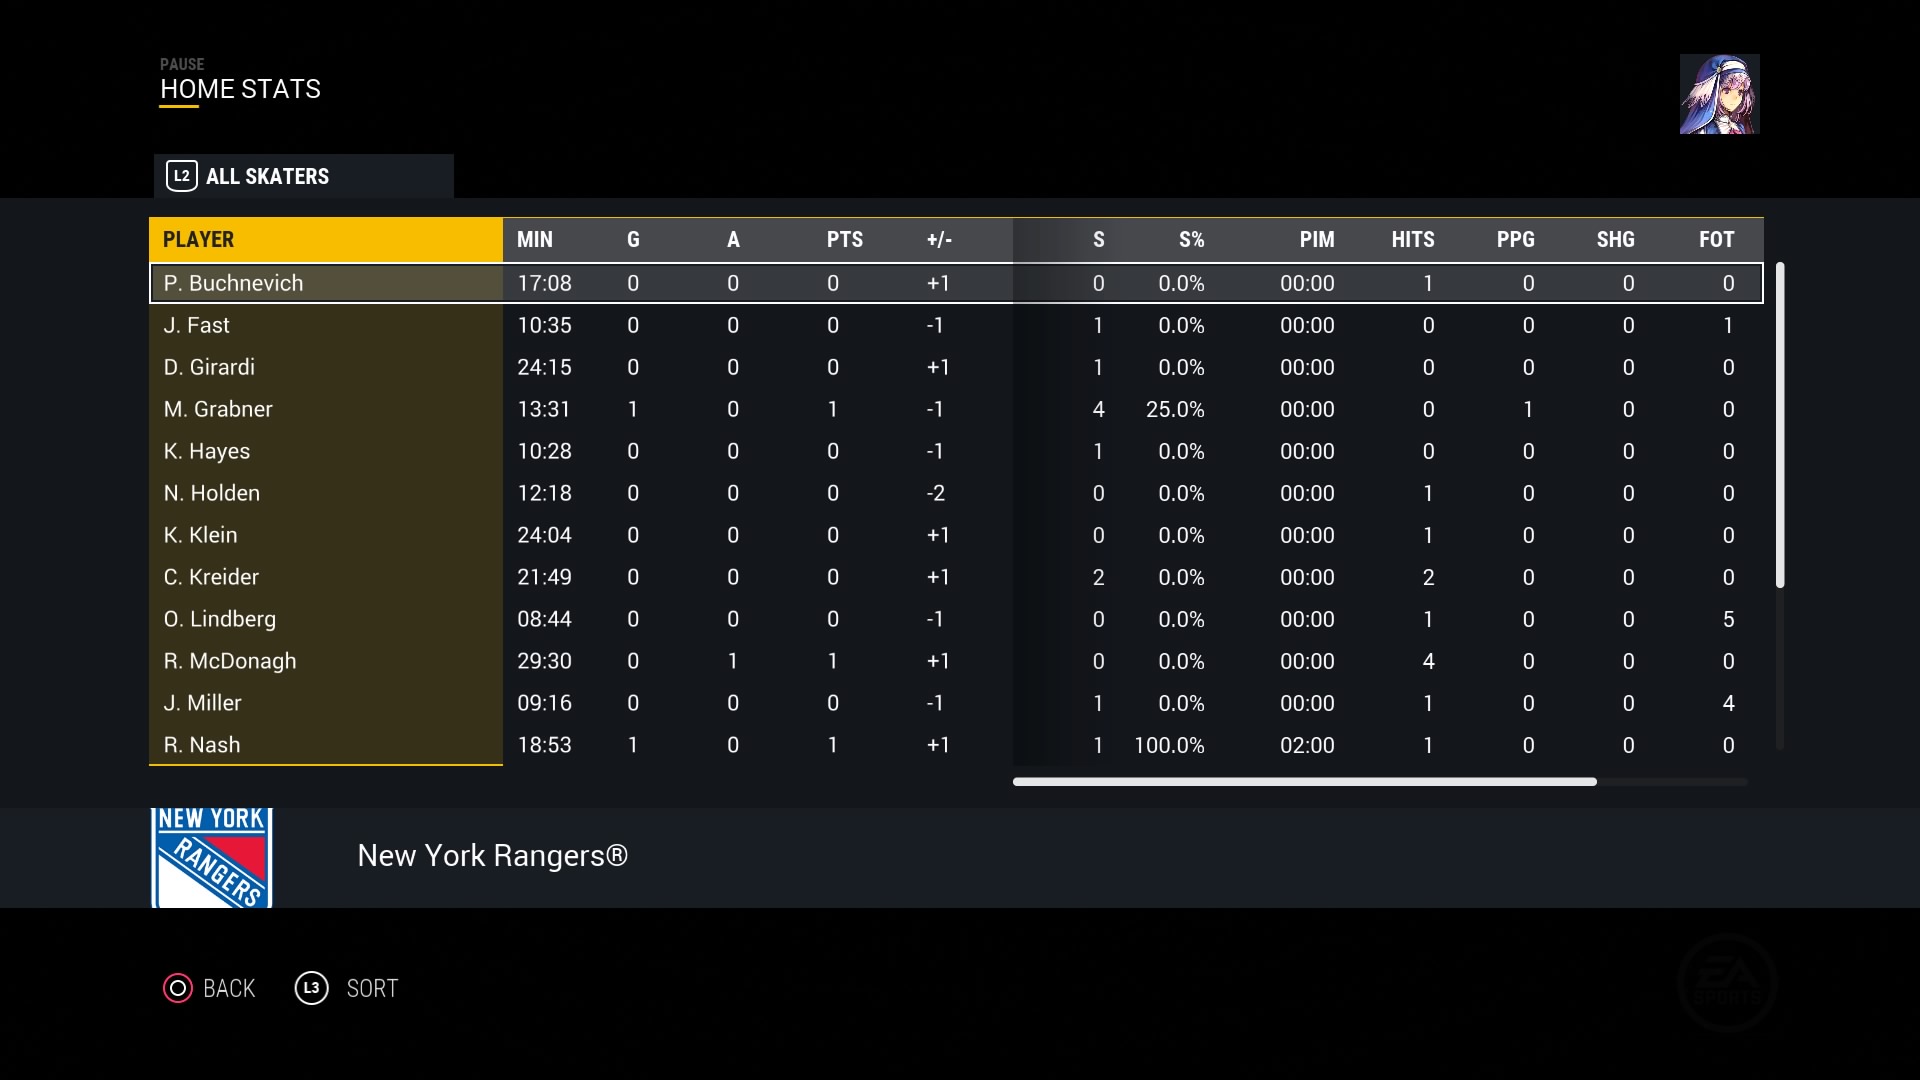 PAUSE
HOME STATS
L2 ALL SKATERS
PLAYER MIN G A PTS +/- S S% PIM HITS PPG SHG FOT
P. Buchnevich 17:08 0 0 0 +1 0 0.0% 00:00 1 0 0 0
J. Fast 10:35 0 0 0 -1 1 0.0% 00:00 0 0 0 1
D. Girardi 24:15 0 0 0 +1 1 0.0% 00:00 0 0 0 0
M. Grabner 13:31 1 0 1 -1 4 25.0% 00:00 0 1 0 0
K. Hayes 10:28 0 0 0 -1 1 0.0% 00:00 0 0 0 0
N. Holden 12:18 0 0 0 -2 0 0.0% 00:00 1 0 0 0
K. Klein 24:04 0 0 0 +1 0 0.0% 00:00 1 0 0 0
C. Kreider 21:49 0 0 0 +1 2 0.0% 00:00 2 0 0 0
O. Lindberg 08:44 0 0 0 -1 0 0.0% 00:00 1 0 0 5
R. McDonagh 29:30 0 1 1 +1 0 0.0% 00:00 4 0 0 0
J. Miller 09:16 0 0 0 -1 1 0.0% 00:00 1 0 0 4
R. Nash 18:53 1 0 1 +1 1 100.0% 02:00 1 0 0 0
NEW YORK
RANGERS
New York Rangers®
BACK L3 SORT
EA
SPORTS